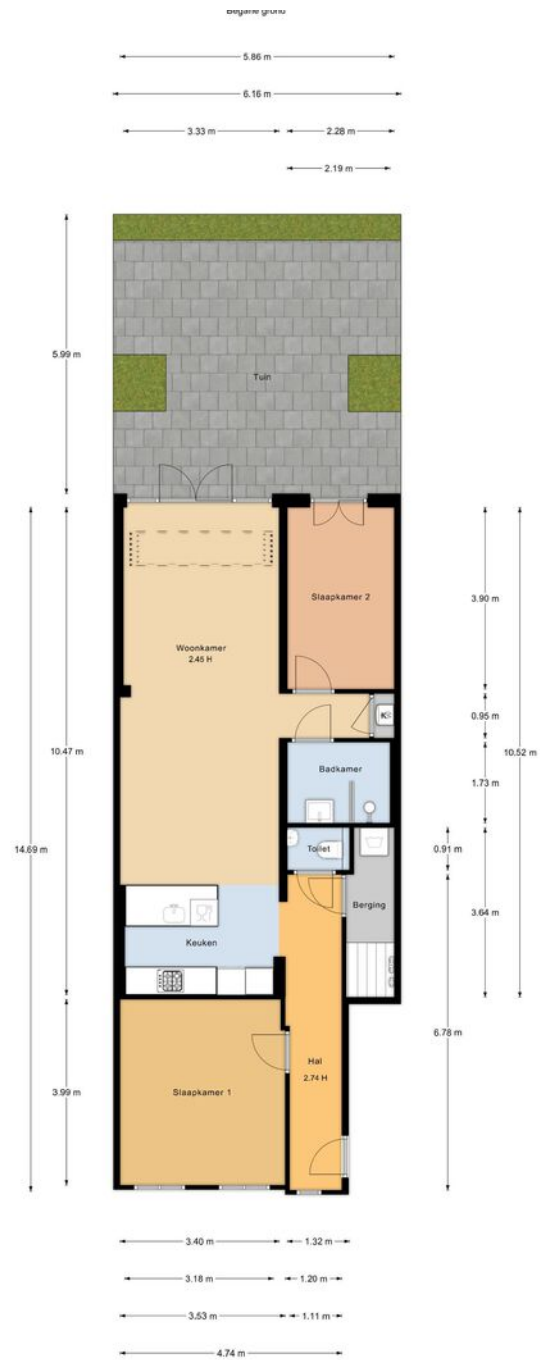 Begane grond
5.86 m
6.16 m
3.33 m
2.28 m
2.19 m
5.99 m
Tuin
3.90 m
Slaapkamer 2
Woonkamer
2.45 H
0.95 m
K
10.47 m
10.52 m
Badkamer
1.73 m
14.69 m
Toilet
0.91 m
Berging
3.64 m
Keuken
6.78 m
Hal
2.74 H
Slaapkamer 1
3.99 m
3.40 m
1.32 m
3.18 m
1.20 m
3.53 m
1.11 m
4.74 m